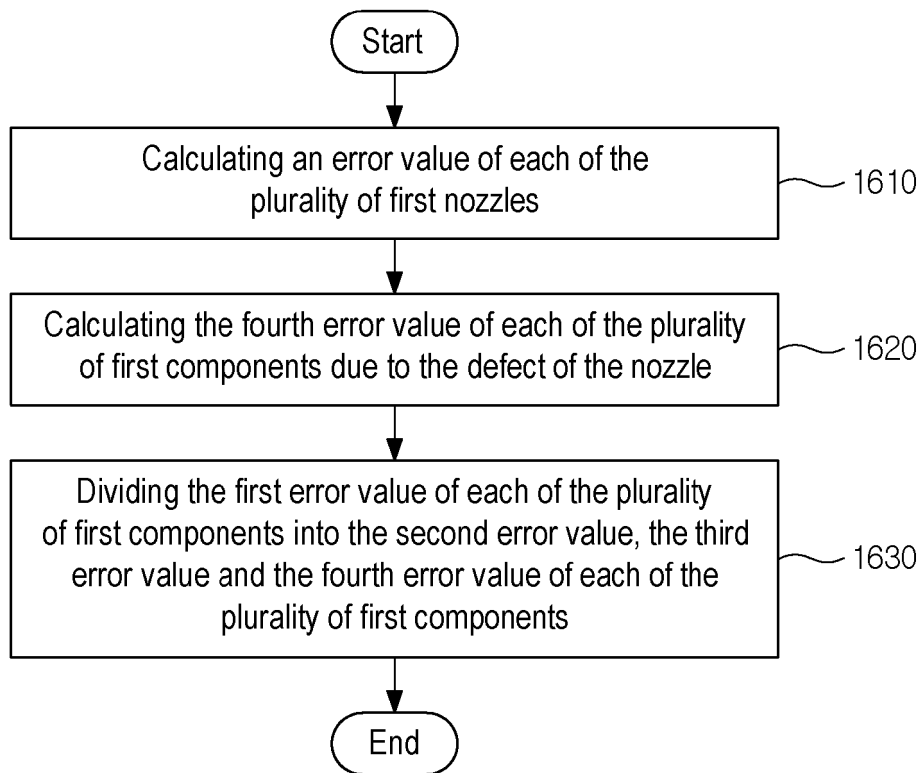 Start
Calculating an error value of each of the
plurality of first nozzles
1610
Calculating the fourth error value of each of the plurality
of first components due to the defect of the nozzle
1620
Dividing the first error value of each of the plurality
of first components into the second error value, the third
error value and the fourth error value of each of the
plurality of first components
1630
End